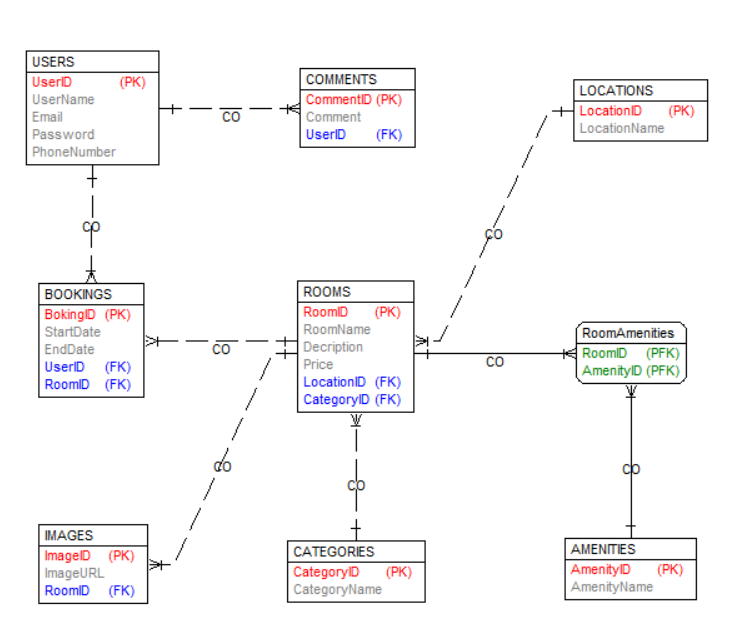 USERS
UserID (PK)
UserName
Email
Password
PhoneNumber
COMMENTS
CommentID (PK)
Comment
UserID (FK)
LOCATIONS
LocationID (PK)
LocationName
CO
CO
CO
BOOKINGS
BokingID (PK)
StartDate
EndDate
UserID (FK)
RoomID (FK)
ROOMS
RoomID (PK)
RoomName
Decription
Price
LocationID (FK)
CategoryID (FK)
RoomAmenities
RoomID (PFK)
AmenityID (PFK)
CO
CO
CO
CO
CO
IMAGES
ImageID (PK)
ImageURL
RoomID (FK)
CATEGORIES
CategoryID (PK)
CategoryName
AMENITIES
AmenityID (PK)
AmenityName